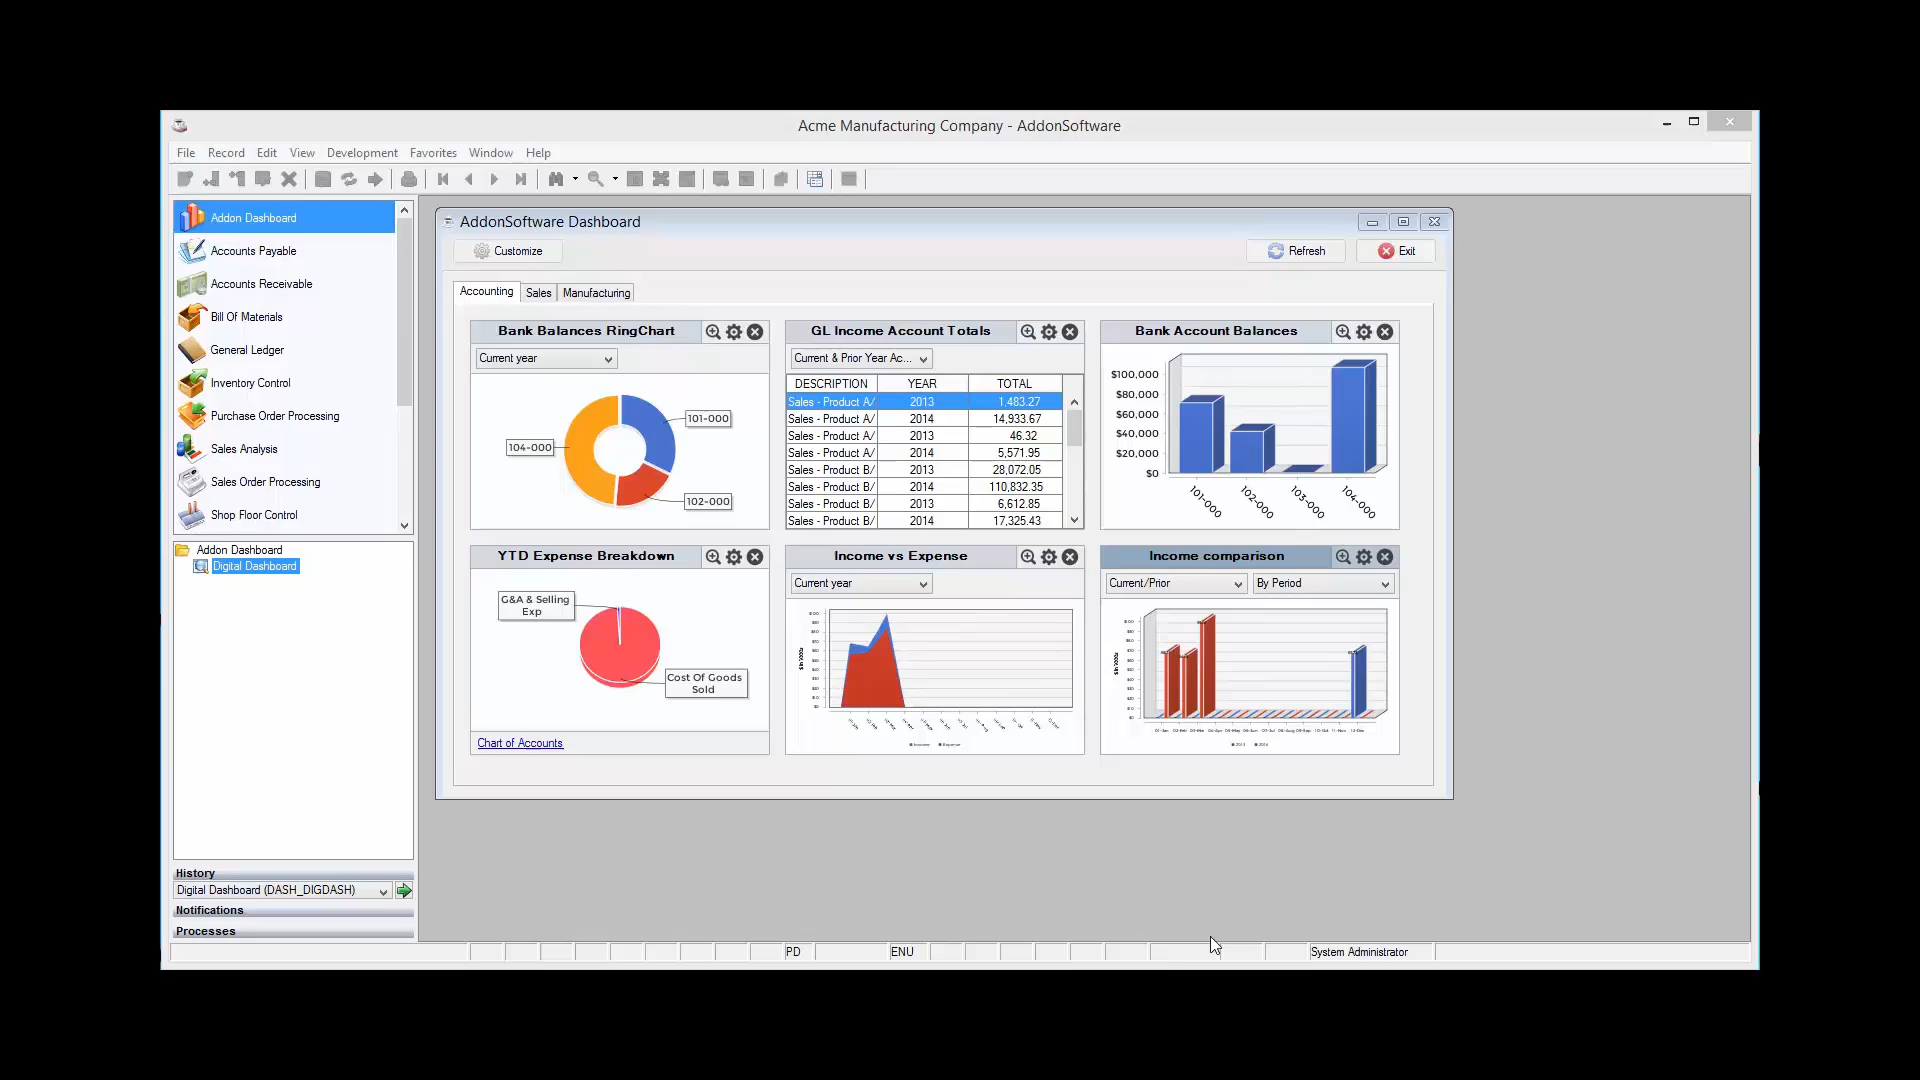 Acme Manufacturing Company - AddonSoftware
File Record Edit View Development Favorites Window Help
Addon Dashboard
Accounts Payable
Accounts Receivable
Bill Of Materials
General Ledger
Inventory Control
Purchase Order Processing
Sales Analysis
Sales Order Processing
Shop Floor Control
Addon Dashboard
Digital Dashboard
History
Digital Dashboard (DASH_DIGDASH)
Notifications
Processes
AddonSoftware Dashboard
Customize Refresh Exit
Accounting Sales Manufacturing
Bank Balances RingChart
Current year
101-000
104-000
102-000
GL Income Account Totals
Current & Prior Year Ac...
DESCRIPTION YEAR TOTAL
Sales - Product A/ 2013 1,483.27
Sales - Product A/ 2014 14,933.67
Sales - Product A/ 2013 46.32
Sales - Product A/ 2014 5,571.95
Sales - Product B/ 2013 28,072.05
Sales - Product B/ 2014 110,832.35
Sales - Product B/ 2013 6,612.85
Sales - Product B/ 2014 17,325.43
Bank Account Balances
$100,000
$80,000
$60,000
$40,000
$20,000
$0
101-000 102-000 103-000 104-000
YTD Expense Breakdown
G&A & Selling
Exp
Cost Of Goods
Sold
Chart of Accounts
Income vs Expense
Current year
Income Expense
Income comparison
Current/Prior By Period
2013 2014
PD ENU System Administrator